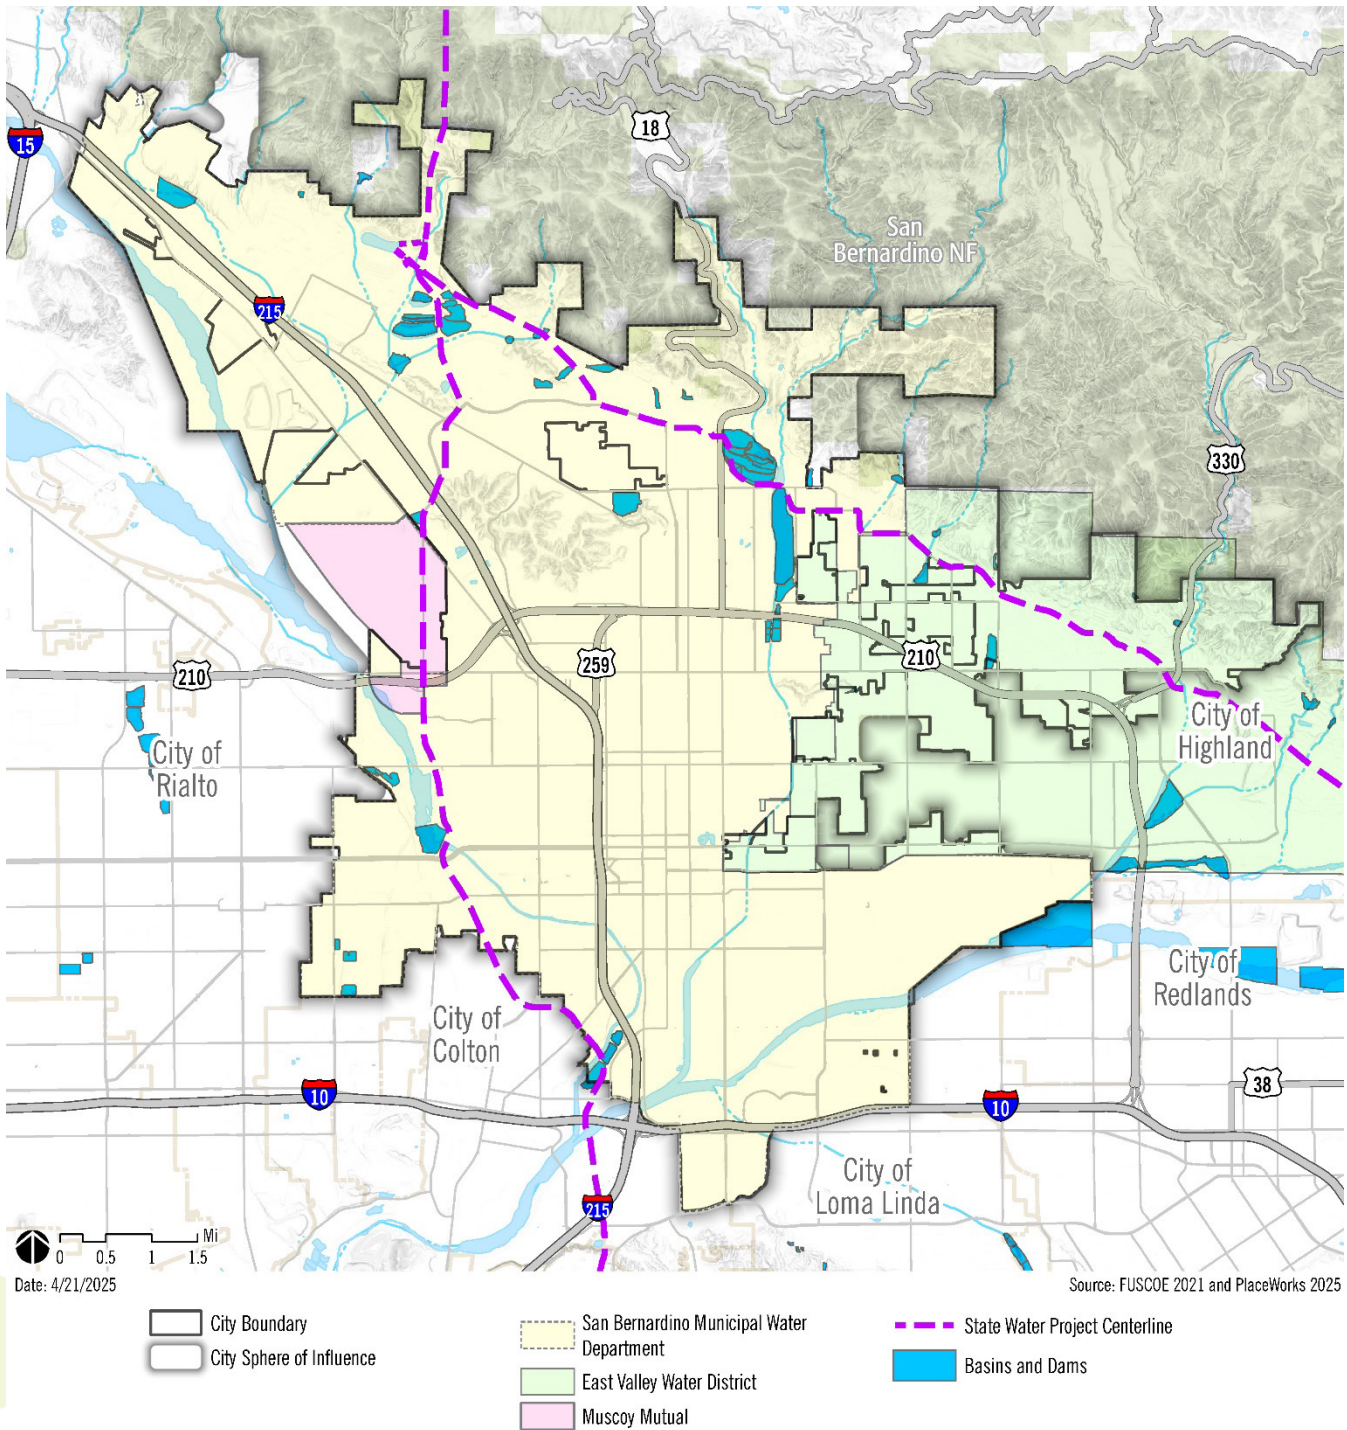 15
18
San
Bernardino NF
215
330
210
259
210
City of
Highland
City of
Rialto
City of
Redlands
City of
Colton
38
10
10
City of
Loma Linda
215
Mi
0 0.5 1 1.5
Date: 4/21/2025
Source: FUSCOE 2021 and PlaceWorks 2025
City Boundary
City Sphere of Influence
San Bernardino Municipal Water
Department
East Valley Water District
Muscoy Mutual
State Water Project Centerline
Basins and Dams